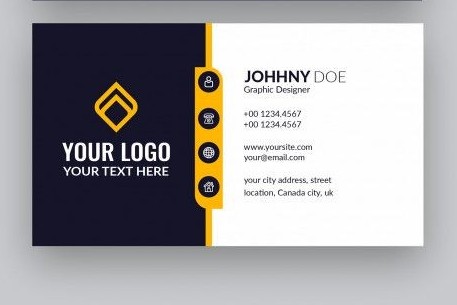 YOUR LOGO
YOUR TEXT HERE
JOHHNY DOE
Graphic Designer
+00 1234.4567
+00 1234.4567
www.yoursite.com
your@email.com
your city address, street
location, Canada city, uk